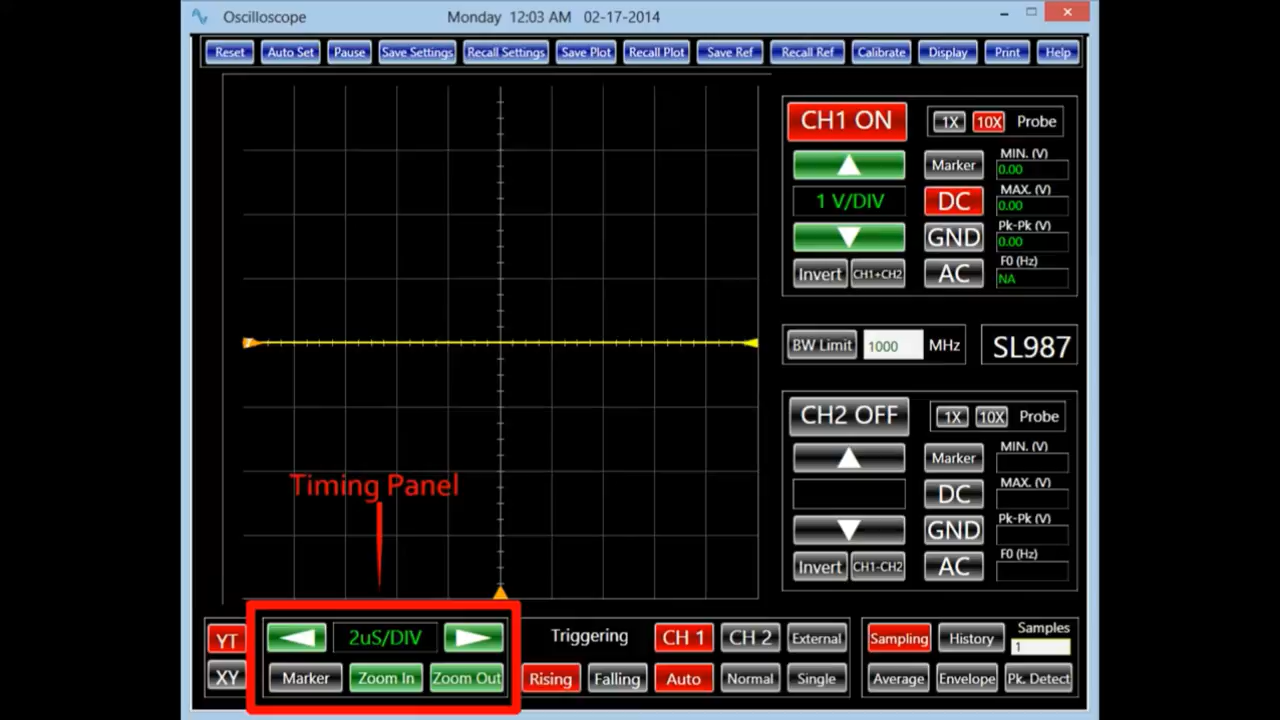 Oscilloscope
Monday 12:03 AM 02-17-2014
Reset Auto Set Pause Save Settings Recall Settings Save Plot Recall Plot Save Ref Recall Ref Calibrate Display Print Help
CH1 ON
1X 10X Probe
Marker
MIN. (V)
0.00
1 V/DIV
DC
MAX. (V)
0.00
GND
Pk-Pk (V)
0.00
Invert CH1+CH2
AC
F0 (Hz)
NA
BW Limit 1000 MHz
SL987
CH2 OFF
1X 10X Probe
Marker
MIN. (V)
DC
MAX. (V)
GND
Pk-Pk (V)
Invert CH1-CH2
AC
F0 (Hz)
Timing Panel
YT
2uS/DIV
Triggering CH 1 CH 2 External
Sampling History
Samples
1
XY
Marker Zoom In Zoom Out
Rising Falling Auto Normal Single
Average Envelope Pk. Detect